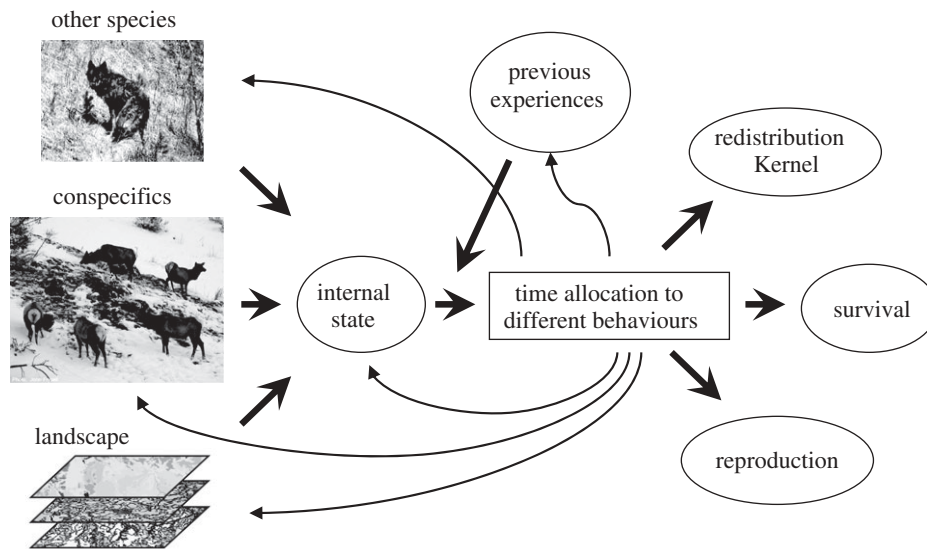 other species
previous
experiences
redistribution
Kernel
conspecifics
internal
state
time allocation to
different behaviours
survival
landscape
reproduction